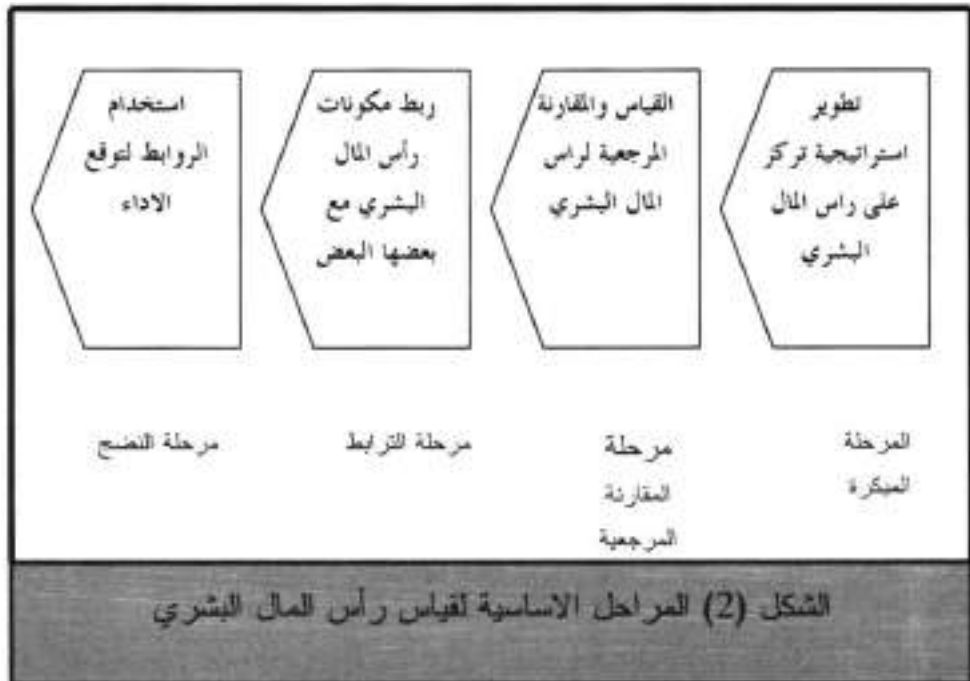 تطوير
استراتيجية تركز
على راس المال
البشري
القياس والمقارنة
المرجعية لراس
المال البشري
ربط مكونات
رأس المال
البشري مع
بعضها البعض
استخدام
الروابط لتوقع
الاداء
المرحلة
المبكرة
مرحلة
المقارنة
المرجعية
مرحلة الترابط
مرحلة النضج
الشكل (2) المراحل الاساسية لقياس رأس المال البشري